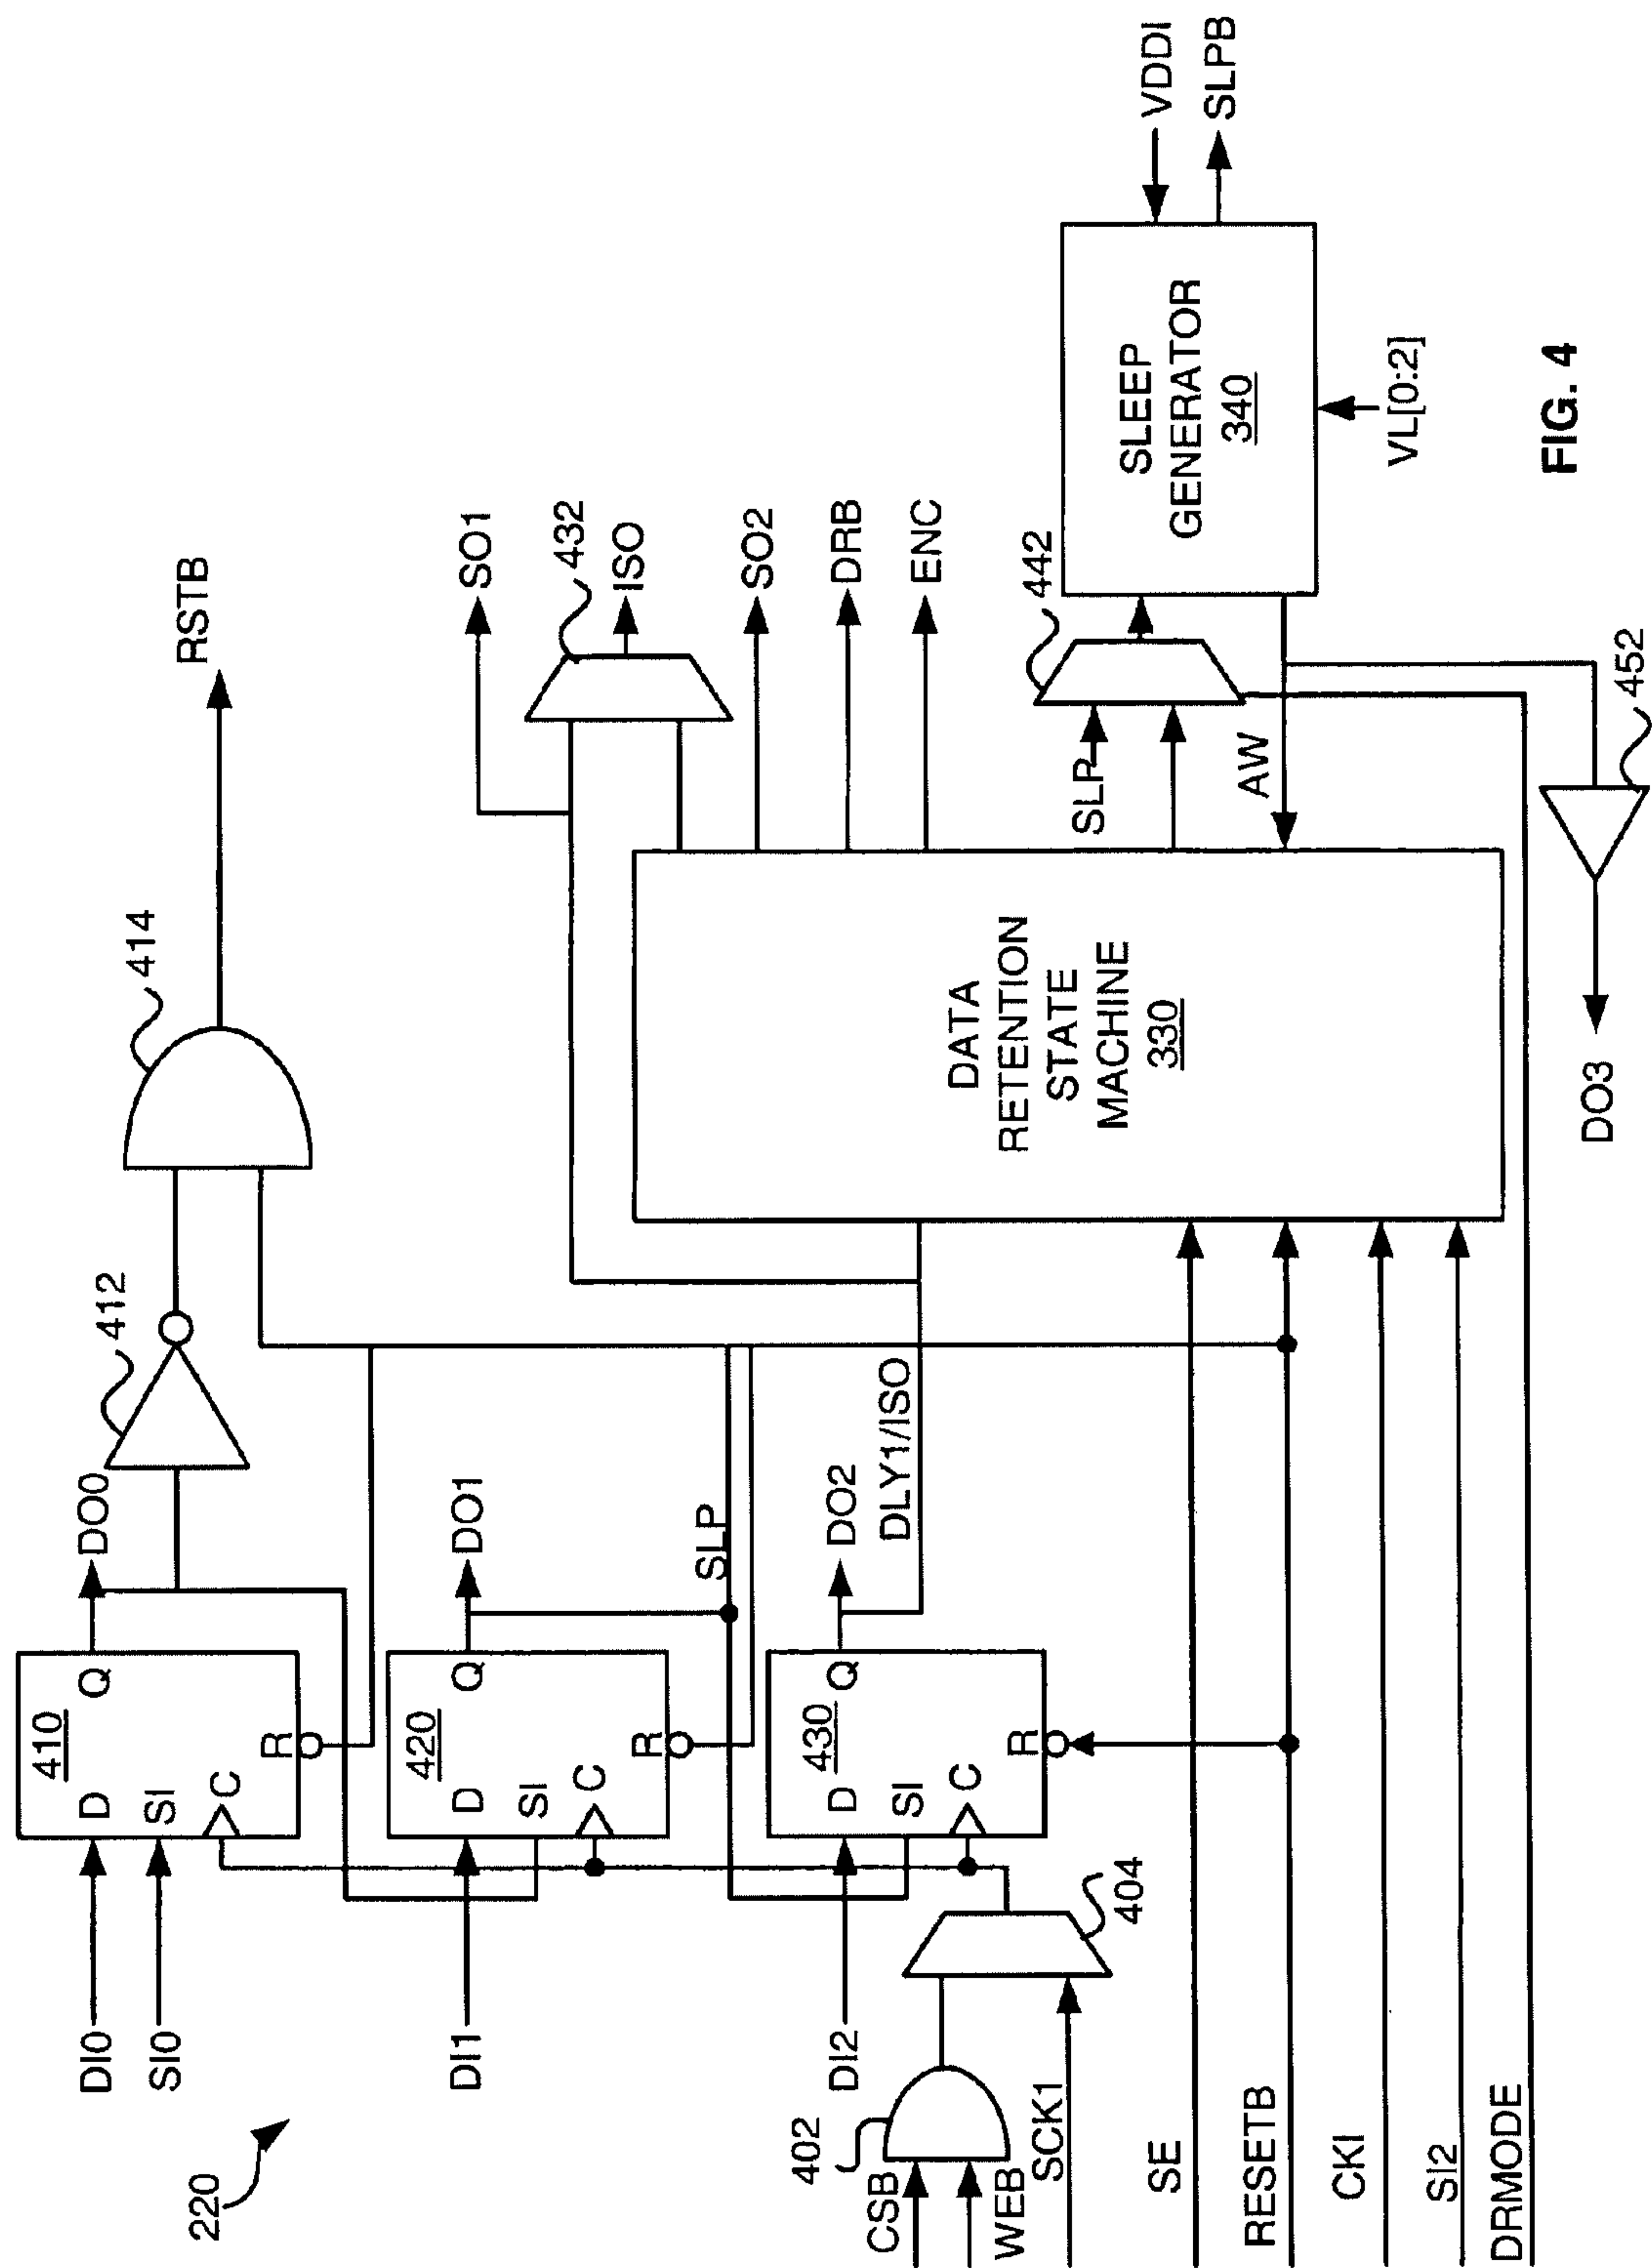 220
DI0
SI0
DI1
DI2
402
CSB
WEB
SCK1
404
SE
RESETB
CKI
SI2
DRMODE
410
D
Q
SI
C
R
420
D
Q
SI
C
R
430
D
Q
SI
C
R
DO0
DO1
SLP
DO2
DLY1/ISO
412
414
RSTB
DATA
RETENTION
STATE
MACHINE
330
SO1
432
ISO
SO2
DRB
ENC
442
SLP
AW
SLEEP
GENERATOR
340
VDDI
SLPB
VL[0:2]
452
DO3
FIG. 4